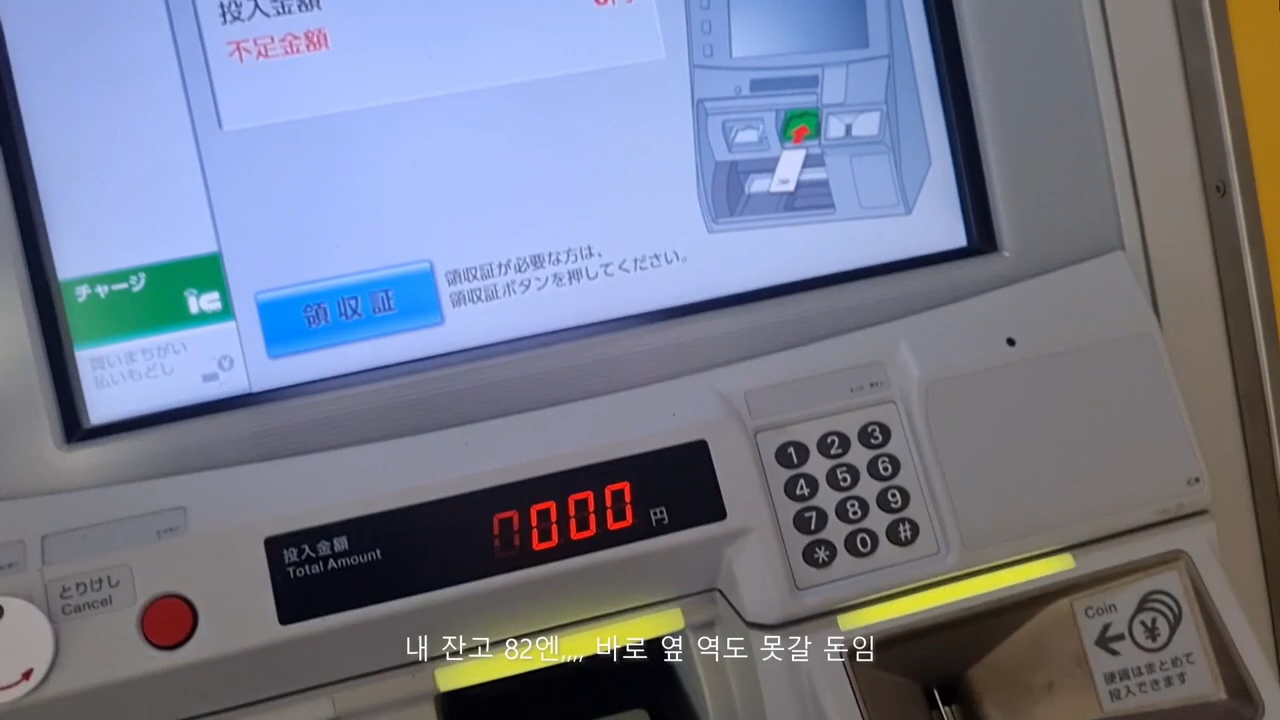 投入金額
不足金額
チャージ
領収証
領収証が必要な方は、
領収証ボタンを押してください。
買いまちがい
払いもどし
1 2 3
4 5 6
7 8 9
* 0 #
投入金額
Total Amount
0000 円
とりけし
Cancel
Coin
硬貨はまとめて
投入できます
내 잔고 82엔,,,, 바로 옆 역도 못갈 돈임